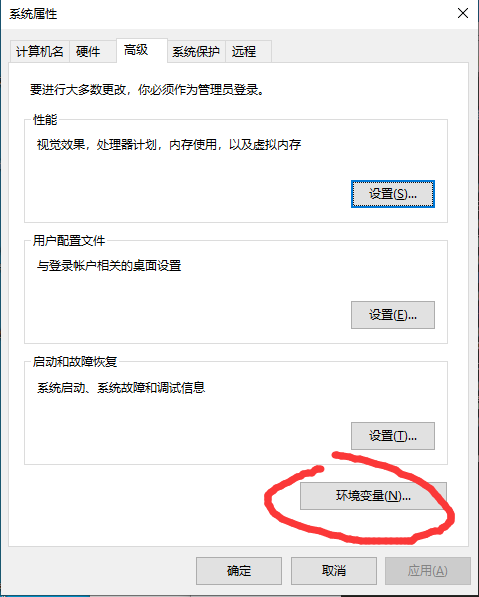 系统属性
计算机名 硬件 高级 系统保护 远程
要进行大多数更改，你必须作为管理员登录。
性能
视觉效果，处理器计划，内存使用，以及虚拟内存
设置(S)...
用户配置文件
与登录帐户相关的桌面设置
设置(E)...
启动和故障恢复
系统启动、系统故障和调试信息
设置(T)...
环境变量(N)...
确定 取消 应用(A)